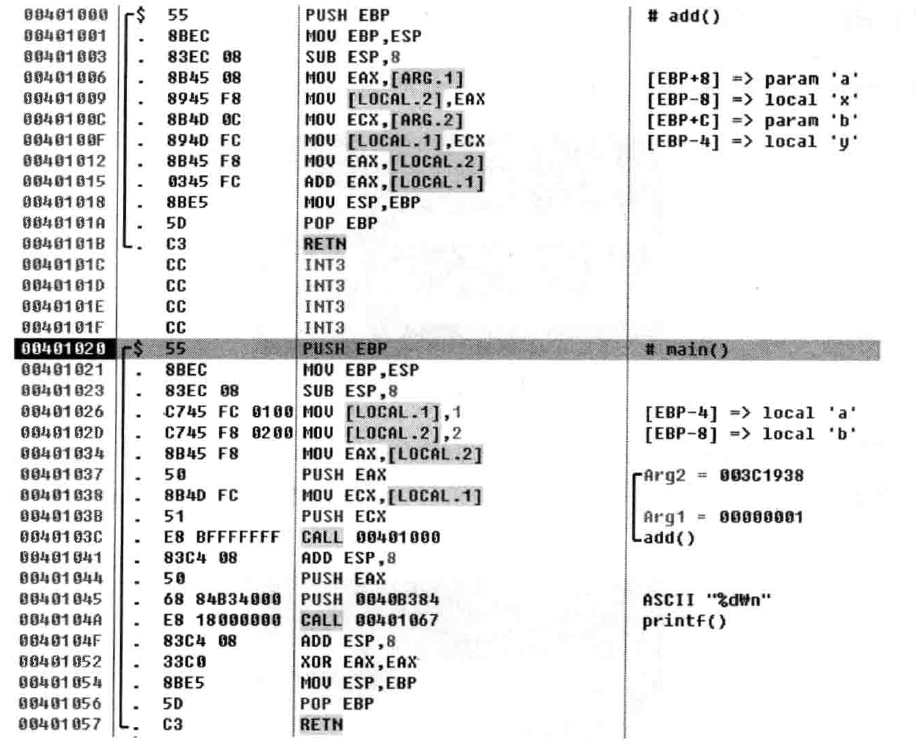 00401000 $ 55 PUSH EBP # add()
00401001 . 8BEC MOV EBP,ESP
00401003 . 83EC 08 SUB ESP,8
00401006 . 8B45 08 MOV EAX,[ARG.1] [EBP+8] => param 'a'
00401009 . 8945 F8 MOV [LOCAL.2],EAX [EBP-8] => local 'x'
0040100C . 8B4D 0C MOV ECX,[ARG.2] [EBP+C] => param 'b'
0040100F . 894D FC MOV [LOCAL.1],ECX [EBP-4] => local 'y'
00401012 . 8B45 F8 MOV EAX,[LOCAL.2]
00401015 . 0345 FC ADD EAX,[LOCAL.1]
00401018 . 8BE5 MOV ESP,EBP
0040101A . 5D POP EBP
0040101B . C3 RETN
0040101C CC INT3
0040101D CC INT3
0040101E CC INT3
0040101F CC INT3
00401020 $ 55 PUSH EBP # main()
00401021 . 8BEC MOV EBP,ESP
00401023 . 83EC 08 SUB ESP,8
00401026 . C745 FC 0100 MOV [LOCAL.1],1 [EBP-4] => local 'a'
0040102D . C745 F8 0200 MOV [LOCAL.2],2 [EBP-8] => local 'b'
00401034 . 8B45 F8 MOV EAX,[LOCAL.2]
00401037 . 50 PUSH EAX Arg2 = 003C1938
00401038 . 8B4D FC MOV ECX,[LOCAL.1]
0040103B . 51 PUSH ECX Arg1 = 00000001
0040103C . E8 BFFFFFFF CALL 00401000 add()
00401041 . 83C4 08 ADD ESP,8
00401044 . 50 PUSH EAX
00401045 . 68 84B34000 PUSH 0040B384 ASCII "%d₩n"
0040104A . E8 18000000 CALL 00401067 printf()
0040104F . 83C4 08 ADD ESP,8
00401052 . 33C0 XOR EAX,EAX
00401054 . 8BE5 MOV ESP,EBP
00401056 . 5D POP EBP
00401057 . C3 RETN